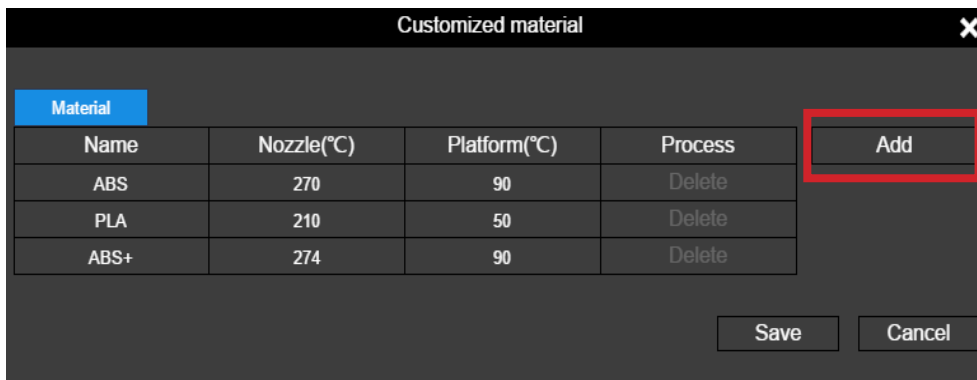 Customized material
Material
Name Nozzle(℃) Platform(℃) Process Add
ABS 270 90 Delete
PLA 210 50 Delete
ABS+ 274 90 Delete
Save Cancel